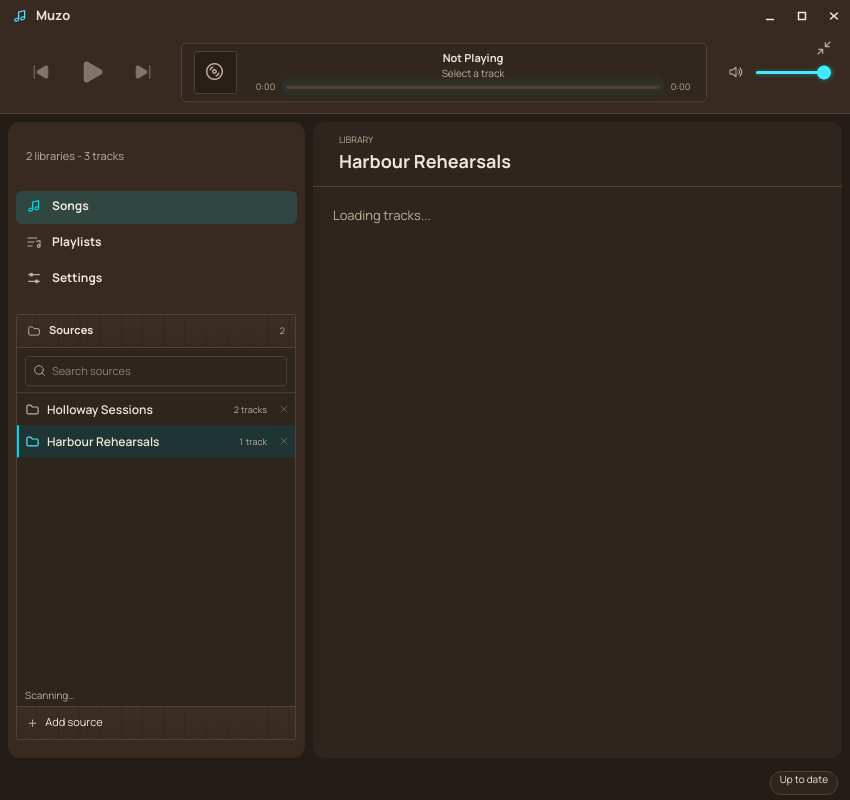 Muzo
Not Playing
Select a track
0:00
0:00
2 libraries - 3 tracks
Songs
Playlists
Settings
Sources 2
Search sources
Holloway Sessions 2 tracks
Harbour Rehearsals 1 track
Scanning...
Add source
LIBRARY
Harbour Rehearsals
Loading tracks...
Up to date